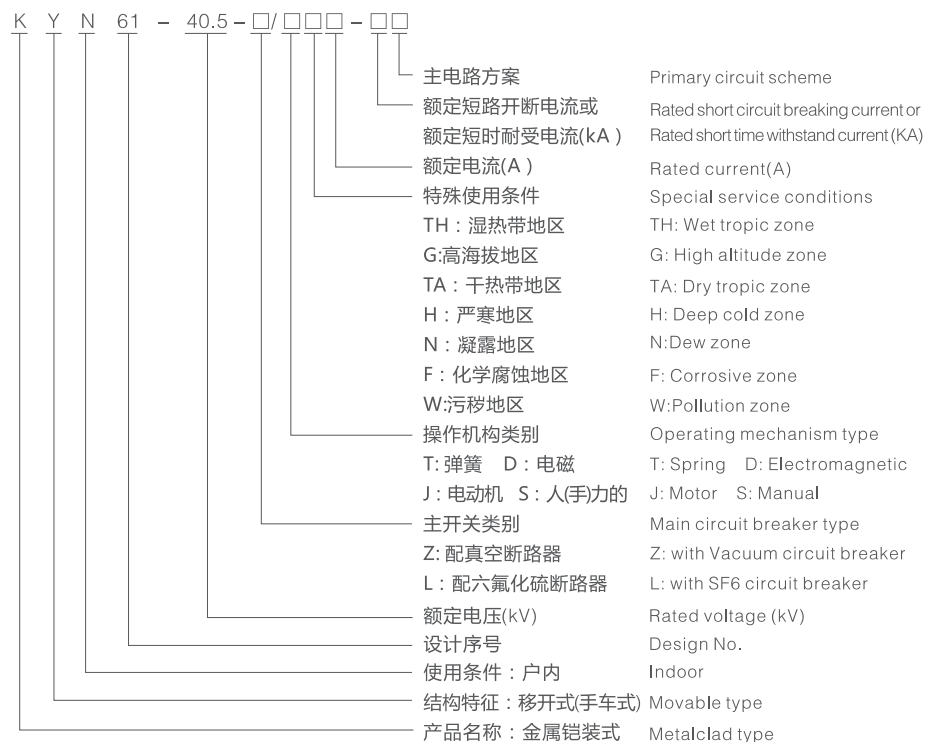 K Y N 61 - 40.5-□/□□□-□□
主电路方案 Primary circuit scheme
额定短路开断电流或 Rated short circuit breaking current or
额定短时耐受电流(kA) Rated short time withstand current (KA)
额定电流(A) Rated current(A)
特殊使用条件 Special service conditions
TH：湿热带地区 TH: Wet tropic zone
G:高海拔地区 G: High altitude zone
TA：干热带地区 TA: Dry tropic zone
H：严寒地区 H: Deep cold zone
N：凝露地区 N:Dew zone
F：化学腐蚀地区 F: Corrosive zone
W:污秽地区 W:Pollution zone
操作机构类别 Operating mechanism type
T: 弹簧 D：电磁 T: Spring D: Electromagnetic
J：电动机 S：人(手)力的 J: Motor S: Manual
主开关类别 Main circuit breaker type
Z: 配真空断路器 Z: with Vacuum circuit breaker
L：配六氟化硫断路器 L: with SF6 circuit breaker
额定电压(kV) Rated voltage (kV)
设计序号 Design No.
使用条件：户内 Indoor
结构特征：移开式(手车式) Movable type
产品名称：金属铠装式 Metalclad type